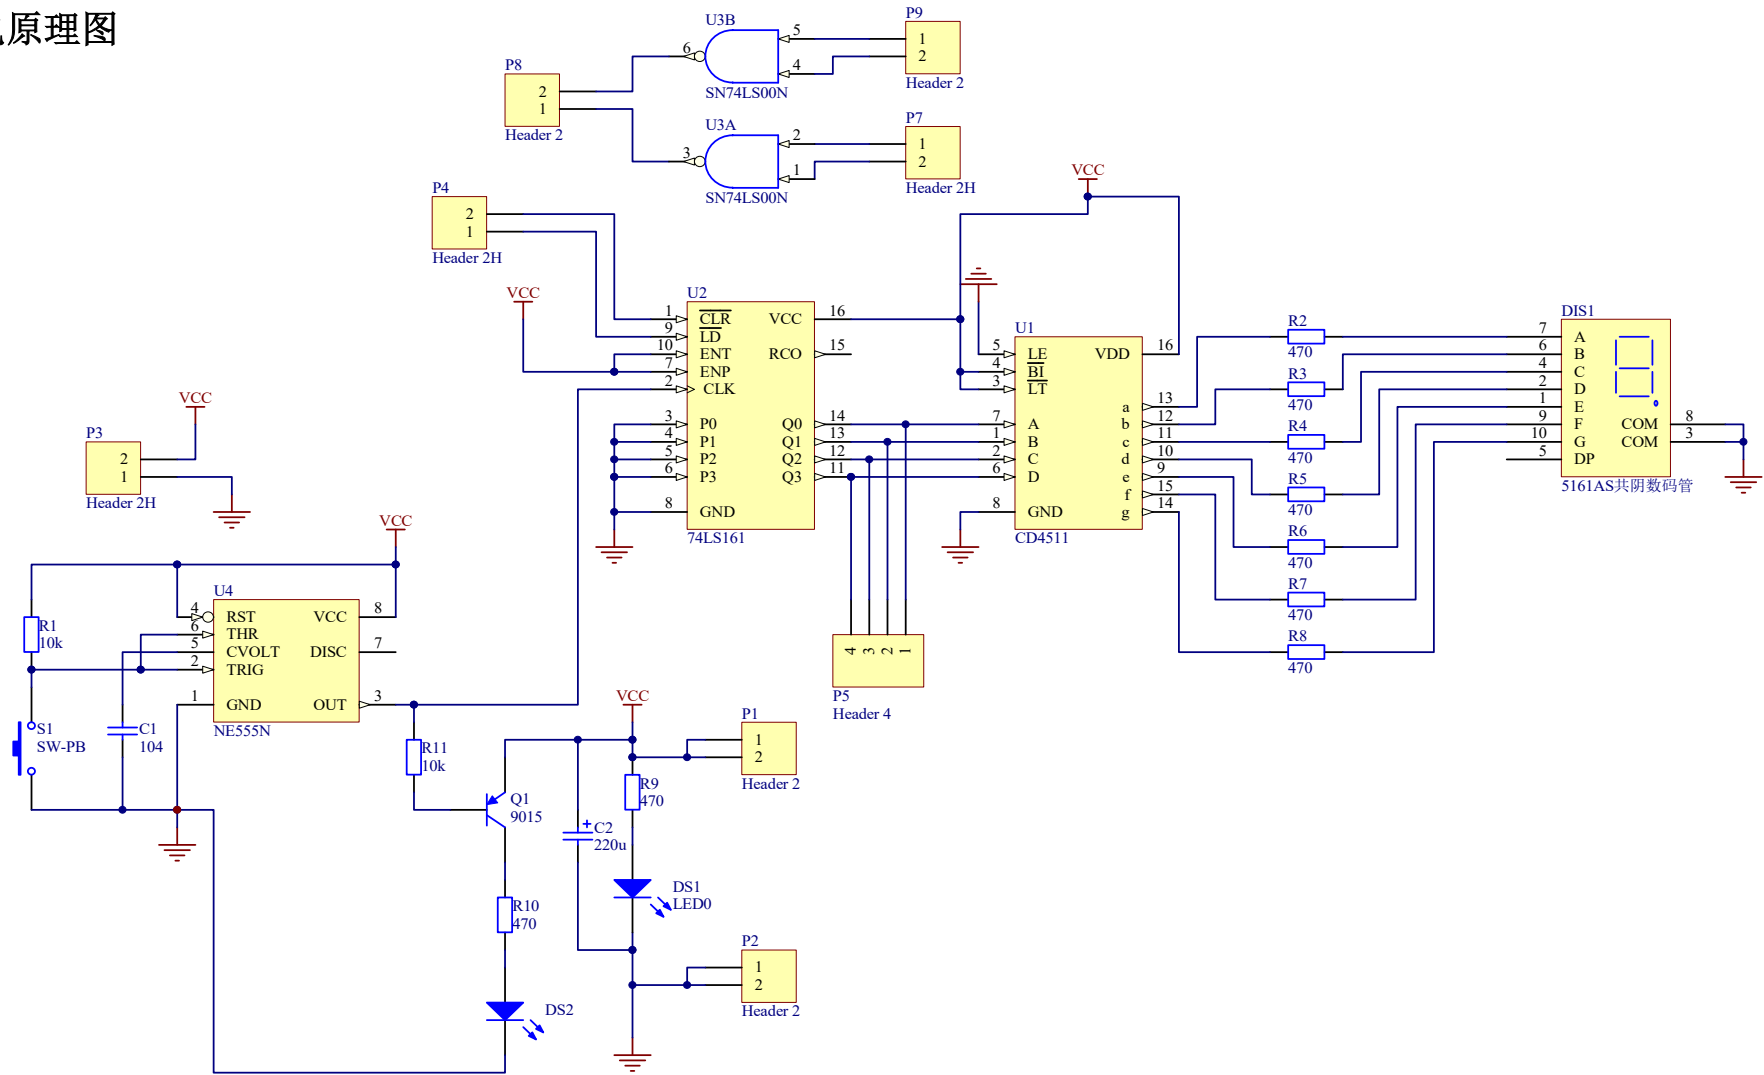 原理图
U3B
6
5
4
SN74LS00N
P9
1
2
Header 2
P8
2
1
Header 2
U3A
3
2
1
SN74LS00N
P7
1
2
Header 2H
P4
2
1
Header 2H
VCC
VCC
U2
1 CLR
9 LD
10 ENT
7 ENP
2 CLK
3 P0
4 P1
5 P2
6 P3
8 GND
VCC 16
RCO 15
Q0 14
Q1 13
Q2 12
Q3 11
74LS161
U1
5 LE
4 BI
3 LT
7 A
1 B
2 C
6 D
8 GND
VDD 16
a 13
b 12
c 11
d 10
e 9
f 15
g 14
CD4511
R2
470
R3
470
R4
470
R5
470
R6
470
R7
470
R8
470
DIS1
7 A
6 B
4 C
2 D
1 E
9 F
10 G
5 DP
COM 8
COM 3
5161AS共阴数码管
P3
2
1
Header 2H
VCC
VCC
U4
4 RST
6 THR
5 CVOLT
2 TRIG
1 GND
VCC 8
DISC 7
OUT 3
NE555N
R1
10k
S1
SW-PB
C1
104
R11
10k
Q1
9015
R10
470
DS2
C2
220u
VCC
R9
470
DS1
LED0
P1
1
2
Header 2
P2
1
2
Header 2
4 3 2 1
P5
Header 4